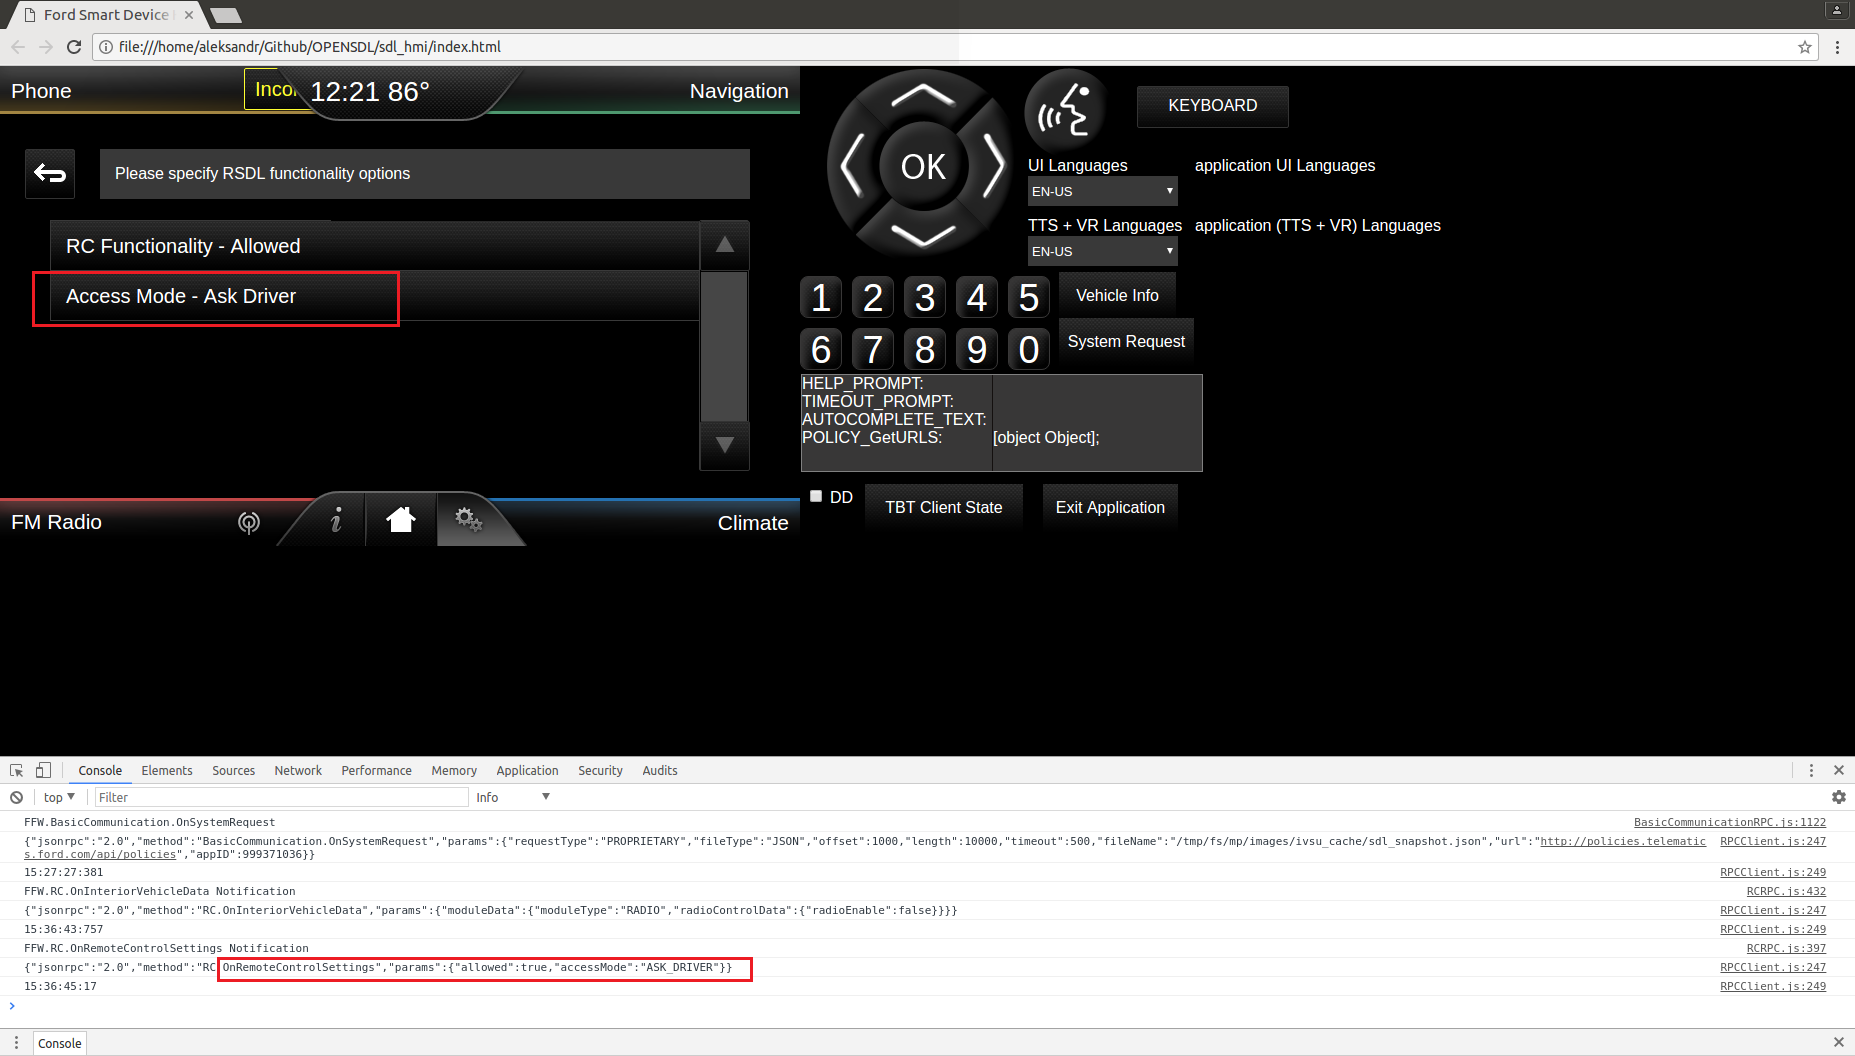 Ford Smart Device
file:///home/aleksandr/Github/OPENSDL/sdl_hmi/index.html
Phone
12:21 86°
Navigation
Please specify RSDL functionality options
RC Functionality - Allowed
Access Mode - Ask Driver
FM Radio
i
Climate
OK
KEYBOARD
UI Languages
application UI Languages
EN-US
TTS + VR Languages
application (TTS + VR) Languages
EN-US
1 2 3 4 5
Vehicle Info
6 7 8 9 0
System Request
HELP_PROMPT:
TIMEOUT_PROMPT:
AUTOCOMPLETE_TEXT:
POLICY_GetURLS: [object Object];
DD
TBT Client State
Exit Application
Console Elements Sources Network Performance Memory Application Security Audits
top
Filter
Info
FFW.BasicCommunication.OnSystemRequest BasicCommunicationRPC.js:1122
{"jsonrpc":"2.0","method":"BasicCommunication.OnSystemRequest","params":{"requestType":"PROPRIETARY","fileType":"JSON","offset":1000,"length":10000,"timeout":500,"fileName":"/tmp/fs/mp/images/ivsu_cache/sdl_snapshot.json","url":"http://policies.telematic RPCClient.js:247
s.ford.com/api/policies","appID":999371036}}
15:27:27:381 RPCClient.js:249
FFW.RC.OnInteriorVehicleData Notification RCRPC.js:432
{"jsonrpc":"2.0","method":"RC.OnInteriorVehicleData","params":{"moduleData":{"moduleType":"RADIO","radioControlData":{"radioEnable":false}}}} RPCClient.js:247
15:36:43:757 RPCClient.js:249
FFW.RC.OnRemoteControlSettings Notification RCRPC.js:397
{"jsonrpc":"2.0","method":"RC OnRemoteControlSettings","params":{"allowed":true,"accessMode":"ASK_DRIVER"}} RPCClient.js:247
15:36:45:17 RPCClient.js:249
Console